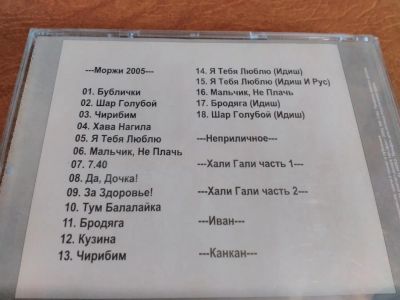 ---Моржи 2005---
01. Бублички
02. Шар Голубой
03. Чирибим
04. Хава Нагила
05. Я Тебя Люблю
06. Мальчик, Не Плачь
07. 7.40
08. Да, Дочка!
09. За Здоровье!
10. Тум Балалайка
11. Бродяга
12. Кузина
13. Чирибим
14. Я Тебя Люблю (Идиш)
15. Я Тебя Люблю (Идиш И Рус)
16. Мальчик, Не Плачь
17. Бродяга (Идиш)
18. Шар Голубой (Идиш)
---Неприличное---
---Хали Гали часть 1---
---Хали Гали часть 2---
---Иван---
---Канкан---